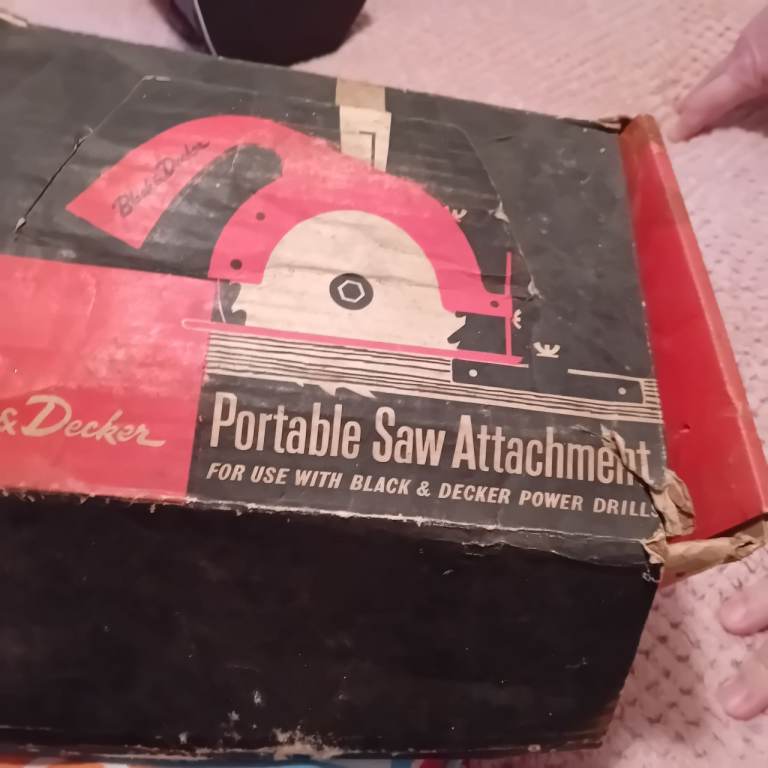 Black & Decker
& Decker
Portable Saw Attachment
FOR USE WITH BLACK & DECKER POWER DRILLS